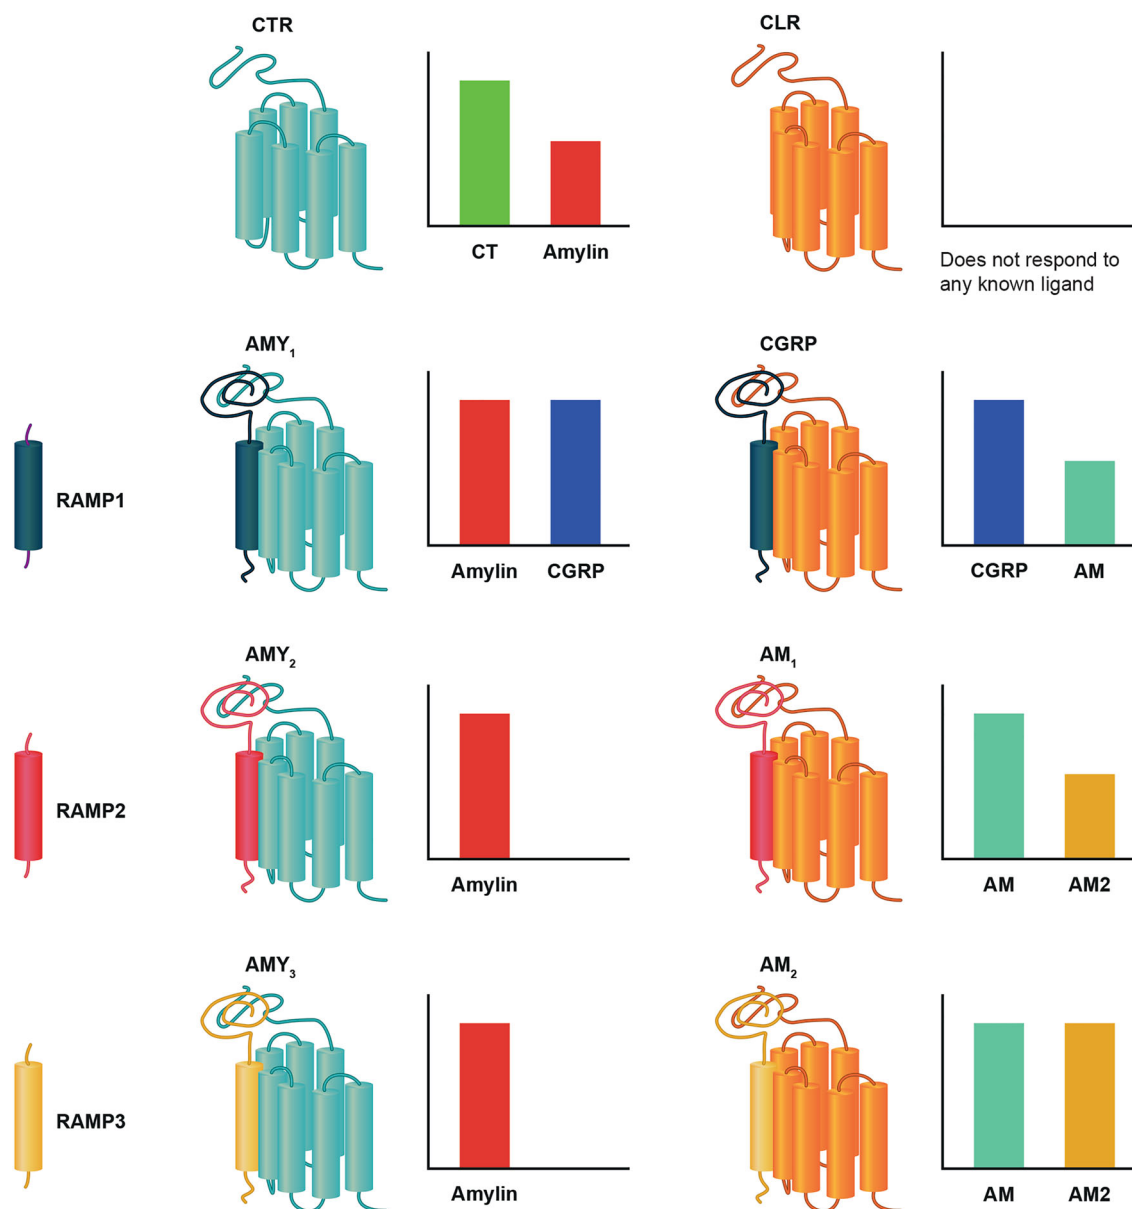 CTR
CLR
CT
Amylin
Does not respond to
any known ligand
AMY1
CGRP
RAMP1
Amylin
CGRP
CGRP
AM
AMY2
AM1
RAMP2
Amylin
AM
AM2
AMY3
AM2
RAMP3
Amylin
AM
AM2